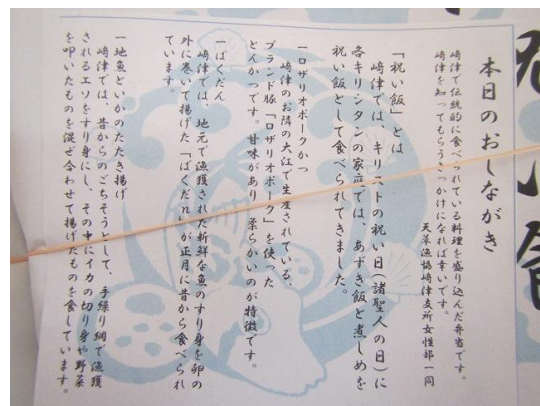 本日のおしながき
﨑津で伝統的に食べられている料理を盛り込んだ弁当です。
﨑津を知ってもらうきっかけになれば幸いです。
天草漁協﨑津支所女性部一同
「祝い飯」とは
﨑津では、キリストの祝い日(諸聖人の日)に
各キリシタンの家庭では、あずき飯と煮しめを
祝い飯として食べられてきました。
一ロザリオポークかつ
﨑津のお隣の大江で生産されている、
ブランド豚「ロザリオポーク」を使った
とんかつです。甘味があり、柔らかいのが特徴です。
一ばくだん
﨑津では、地元で漁獲された新鮮な魚のすり身を卵の
外に巻いて揚げた「ばくだん」が正月に昔から食べられ
ています。
一地魚といかのたたき揚げ
﨑津では、昔からのごちそうとして、手繰り網で漁獲
されるエソをすり身にし、その中にイカの切り身や野菜
を叩いたものを混ぜ合わせて揚げたものを食しています。